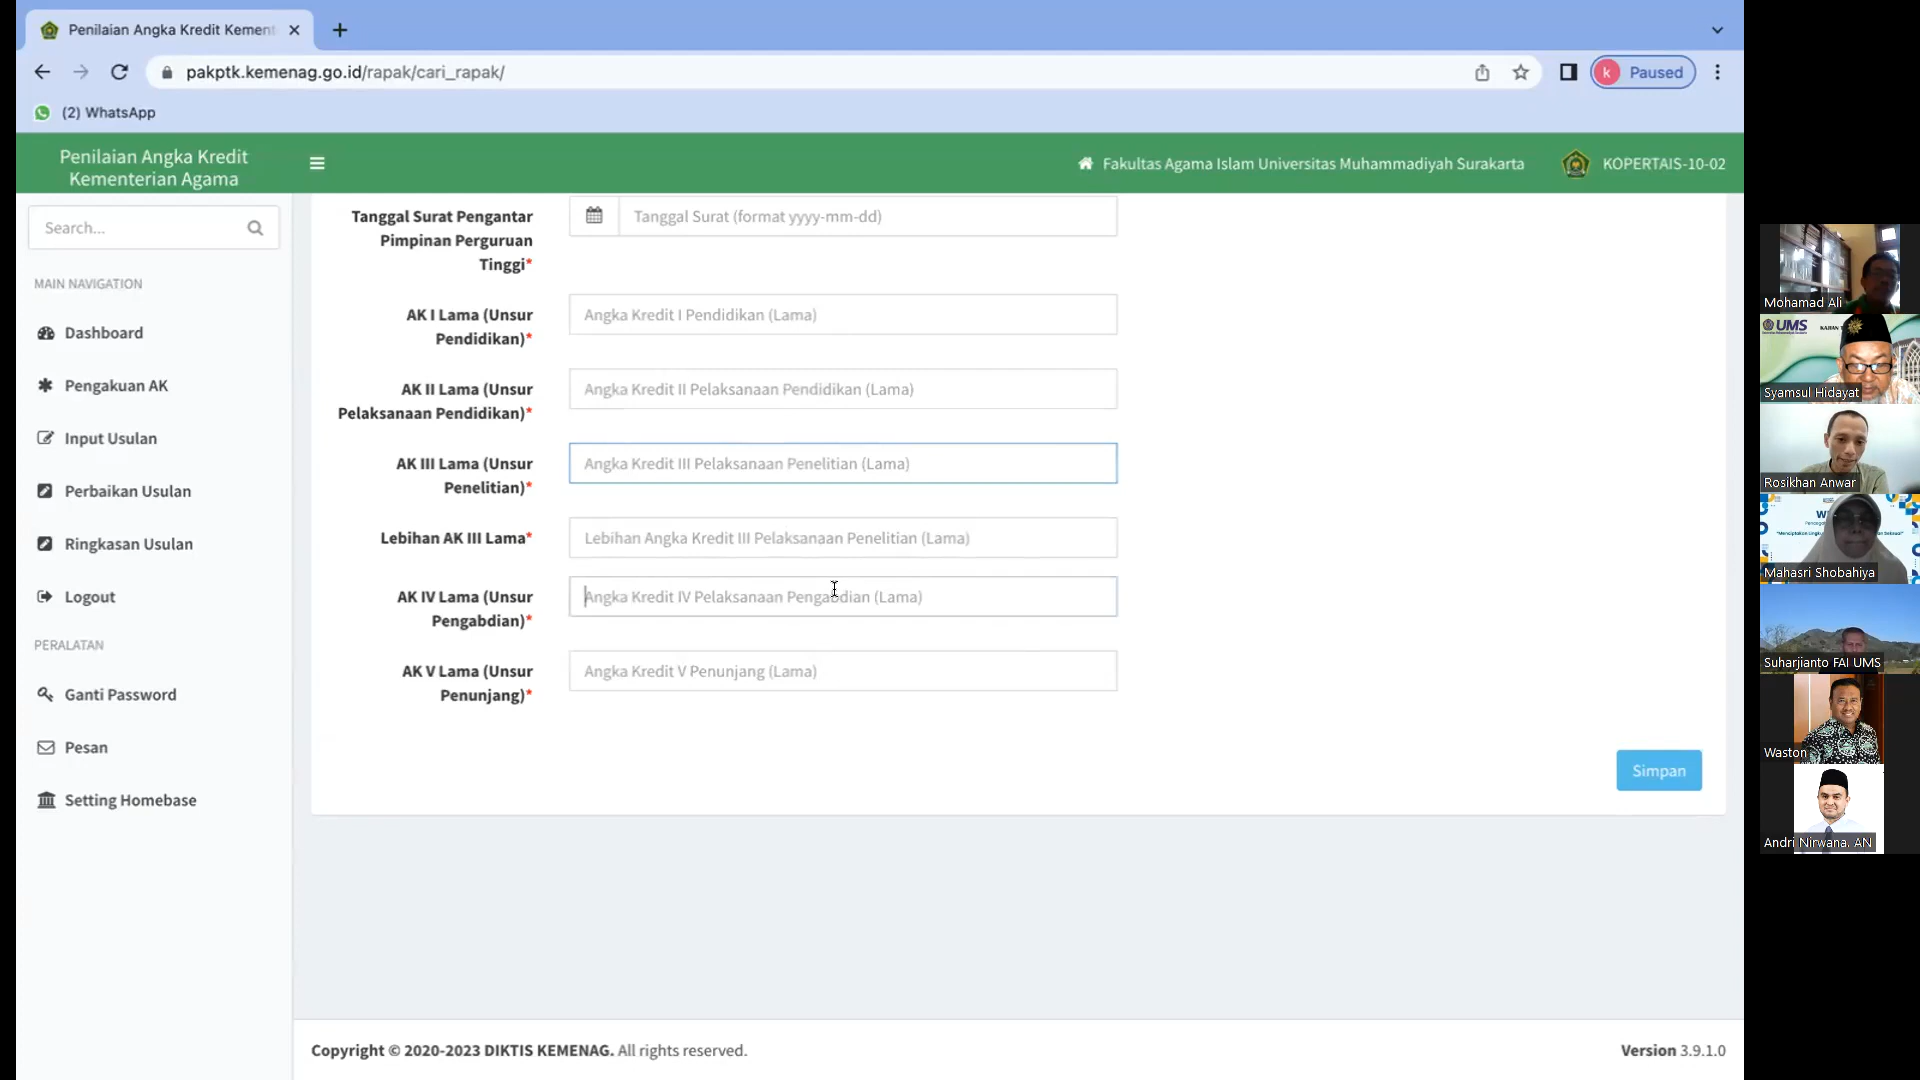 Penilaian Angka Kredit Kement
pakptk.kemenag.go.id/rapak/cari_rapak/
k Paused
(2) WhatsApp
Penilaian Angka Kredit
Kementerian Agama
Fakultas Agama Islam Universitas Muhammadiyah Surakarta
KOPERTAIS-10-02
Search...
MAIN NAVIGATION
Dashboard
Pengakuan AK
Input Usulan
Perbaikan Usulan
Ringkasan Usulan
Logout
PERALATAN
Ganti Password
Pesan
Setting Homebase
Tanggal Surat Pengantar
Pimpinan Perguruan
Tinggi*
Tanggal Surat (format yyyy-mm-dd)
AK I Lama (Unsur
Pendidikan)*
Angka Kredit I Pendidikan (Lama)
AK II Lama (Unsur
Pelaksanaan Pendidikan)*
Angka Kredit II Pelaksanaan Pendidikan (Lama)
AK III Lama (Unsur
Penelitian)*
Angka Kredit III Pelaksanaan Penelitian (Lama)
Lebihan AK III Lama*
Lebihan Angka Kredit III Pelaksanaan Penelitian (Lama)
AK IV Lama (Unsur
Pengabdian)*
Angka Kredit IV Pelaksanaan Pengabdian (Lama)
AK V Lama (Unsur
Penunjang)*
Angka Kredit V Penunjang (Lama)
Simpan
Copyright © 2020-2023 DIKTIS KEMENAG. All rights reserved.
Version 3.9.1.0
Mohamad Ali
UMS
Syamsul Hidayat
Rosikhan Anwar
Mahasri Shobahiya
Suharjianto FAI UMS
Waston
Andri Nirwana. AN